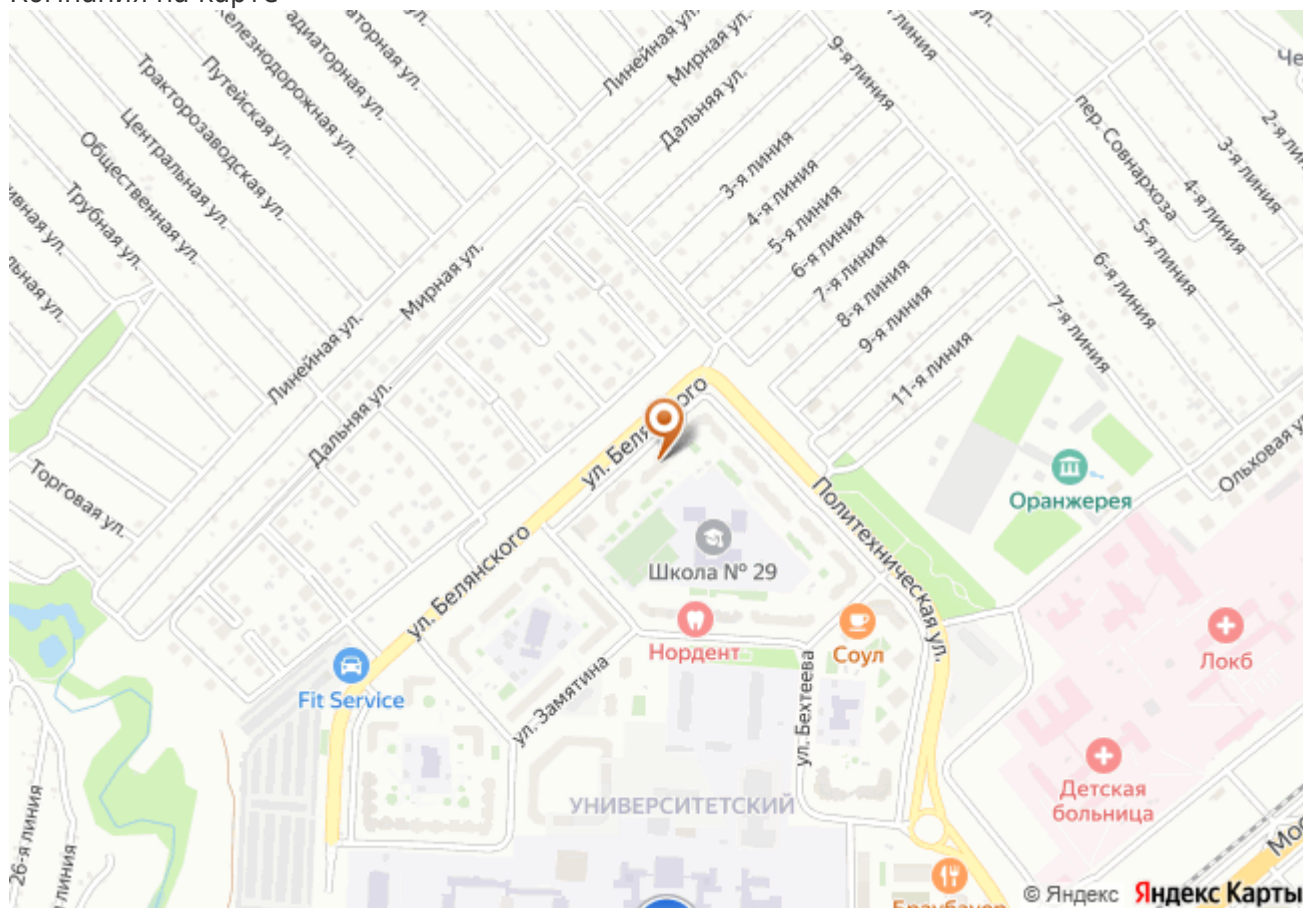 Компания на карте
Железнодорожная ул.
Линейная ул.
Мирная ул.
Дальняя ул.
9-я линия
Путейская ул.
Тракторозаводская ул.
Центральная ул.
Общественная ул.
Трубная ул.
3-я линия
4-я линия
5-я линия
6-я линия
7-я линия
8-я линия
9-я линия
11-я линия
пер. Совнархоза
3-я линия
4-я линия
5-я линия
6-я линия
7-я линия
Мирная ул.
Линейная ул.
Дальняя ул.
Торговая ул.
ул. Белянского
ул. Белянского
Политехническая ул.
Оранжерея
Ольховая
Школа № 29
Нордент
Соул
Локб
Fit Service
ул. Замятина
ул. Бехтеева
Детская
больница
УНИВЕРСИТЕТСКИЙ
26-я линия
линия
Браубауер
© Яндекс Яндекс Карты